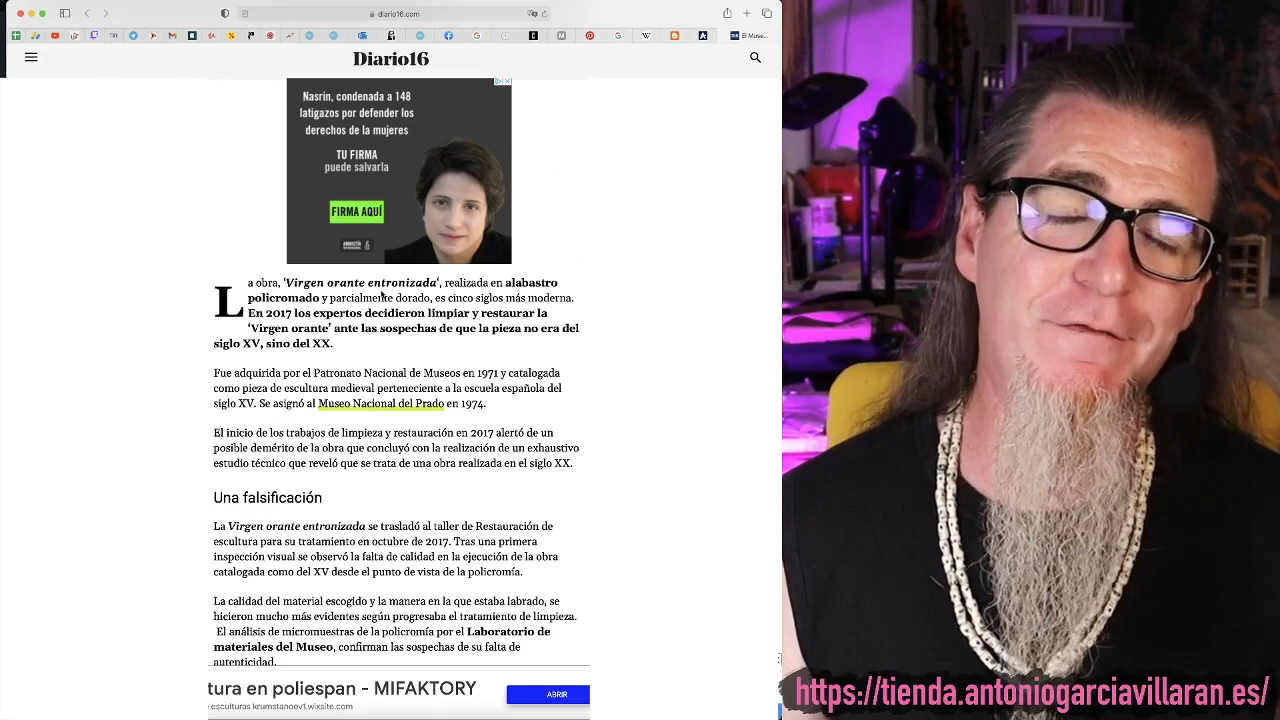 diario16.com
Diario16
Nasrin, condenada a 148
latigazos por defender los
derechos de la mujeres
TU FIRMA
puede salvarla
FIRMA AQUÍ
AMNISTÍA
INTERNACIONAL
La obra, ‘Virgen orante entronizada‘, realizada en alabastro
policromado y parcialmente dorado, es cinco siglos más moderna.
En 2017 los expertos decidieron limpiar y restaurar la
‘Virgen orante’ ante las sospechas de que la pieza no era del
siglo XV, sino del XX.
Fue adquirida por el Patronato Nacional de Museos en 1971 y catalogada
como pieza de escultura medieval perteneciente a la escuela española del
siglo XV. Se asignó al Museo Nacional del Prado en 1974.
El inicio de los trabajos de limpieza y restauración en 2017 alertó de un
posible demérito de la obra que concluyó con la realización de un exhaustivo
estudio técnico que reveló que se trata de una obra realizada en el siglo XX.
Una falsificación
La Virgen orante entronizada se trasladó al taller de Restauración de
escultura para su tratamiento en octubre de 2017. Tras una primera
inspección visual se observó la falta de calidad en la ejecución de la obra
catalogada como del XV desde el punto de vista de la policromía.
La calidad del material escogido y la manera en la que estaba labrado, se
hicieron mucho más evidentes según progresaba el tratamiento de limpieza.
El análisis de micromuestras de la policromía por el Laboratorio de
materiales del Museo, confirman las sospechas de su falta de
autenticidad.
tura en poliespan - MIFAKTORY
esculturas krumstanoev1.wixsite.com
ABRIR
https://tienda.antoniogarciavillaran.es/